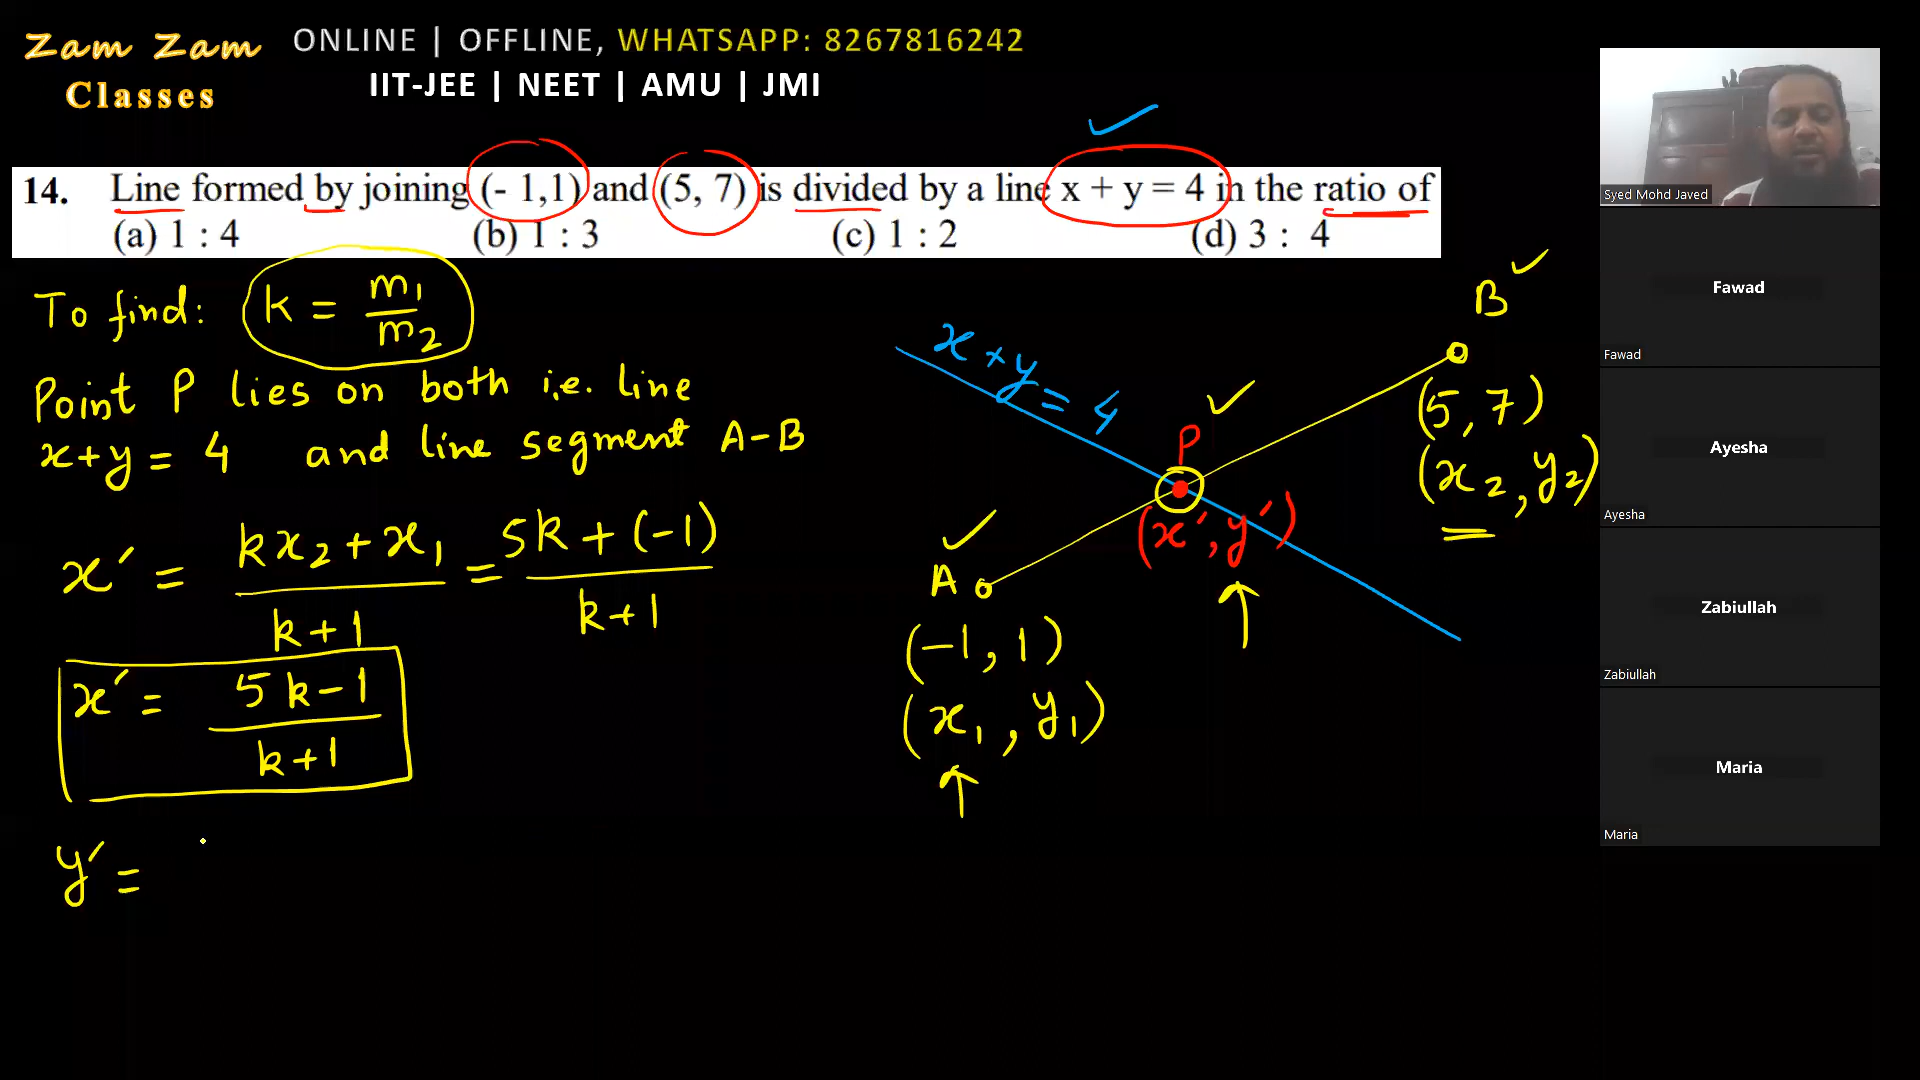 Zam Zam
Classes
ONLINE | OFFLINE, WHATSAPP: 8267816242
IIT-JEE | NEET | AMU | JMI
14. Line formed by joining (- 1,1) and (5, 7) is divided by a line x + y = 4 in the ratio of
(a) 1 : 4 (b) 1 : 3 (c) 1 : 2 (d) 3 : 4
To find: k = m₁/m₂
Point P lies on both i.e. line
x+y = 4 and line segment A-B
x′ = (kx₂+x₁)/(k+1) = (5k+(-1))/(k+1)
x′ = (5k-1)/(k+1)
y′ =
x+y = 4
P
(x′, y′)
A
(-1, 1)
(x₁, y₁)
B
(5, 7)
(x₂, y₂)
Syed Mohd Javed
Fawad
Fawad
Ayesha
Ayesha
Zabiullah
Zabiullah
Maria
Maria